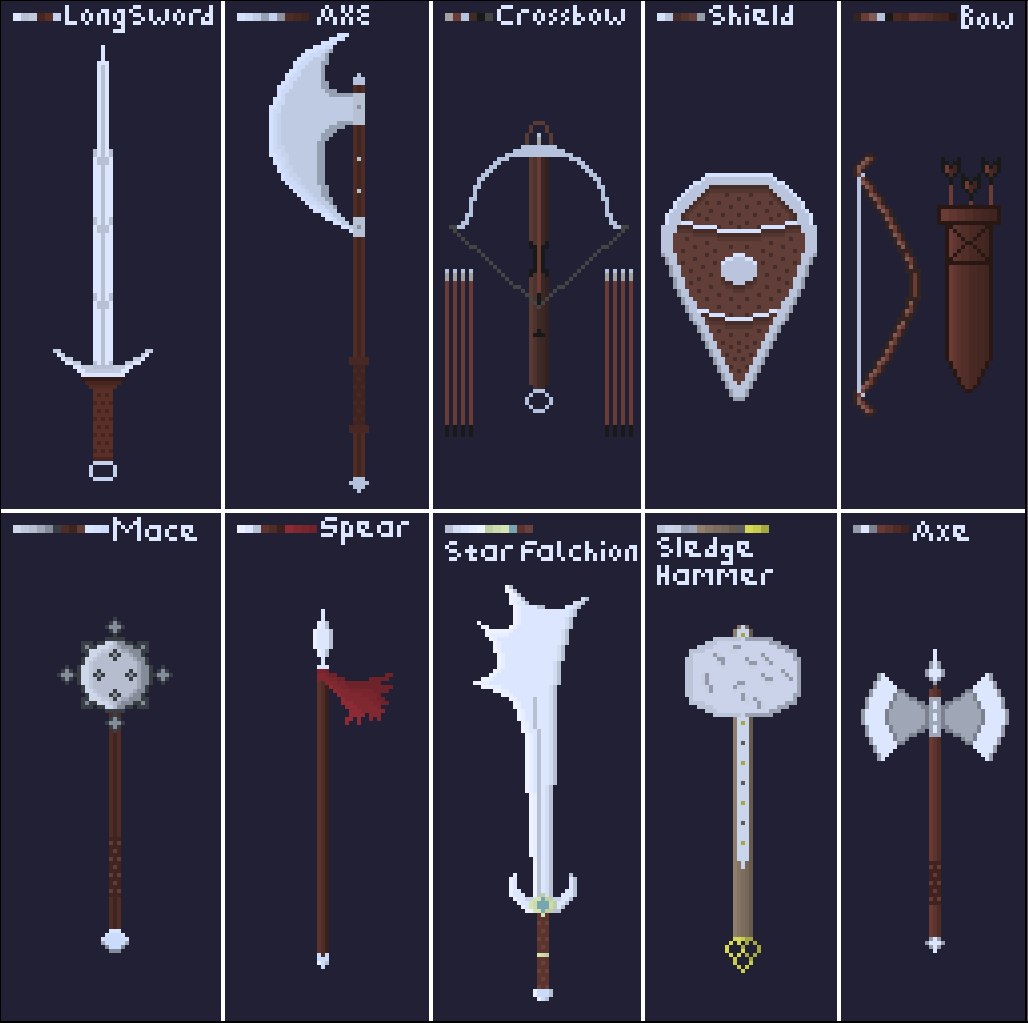 LongSword
AXE
Crossbow
Shield
Bow
Mace
Spear
Star Falchion
Sledge
Hammer
Axe